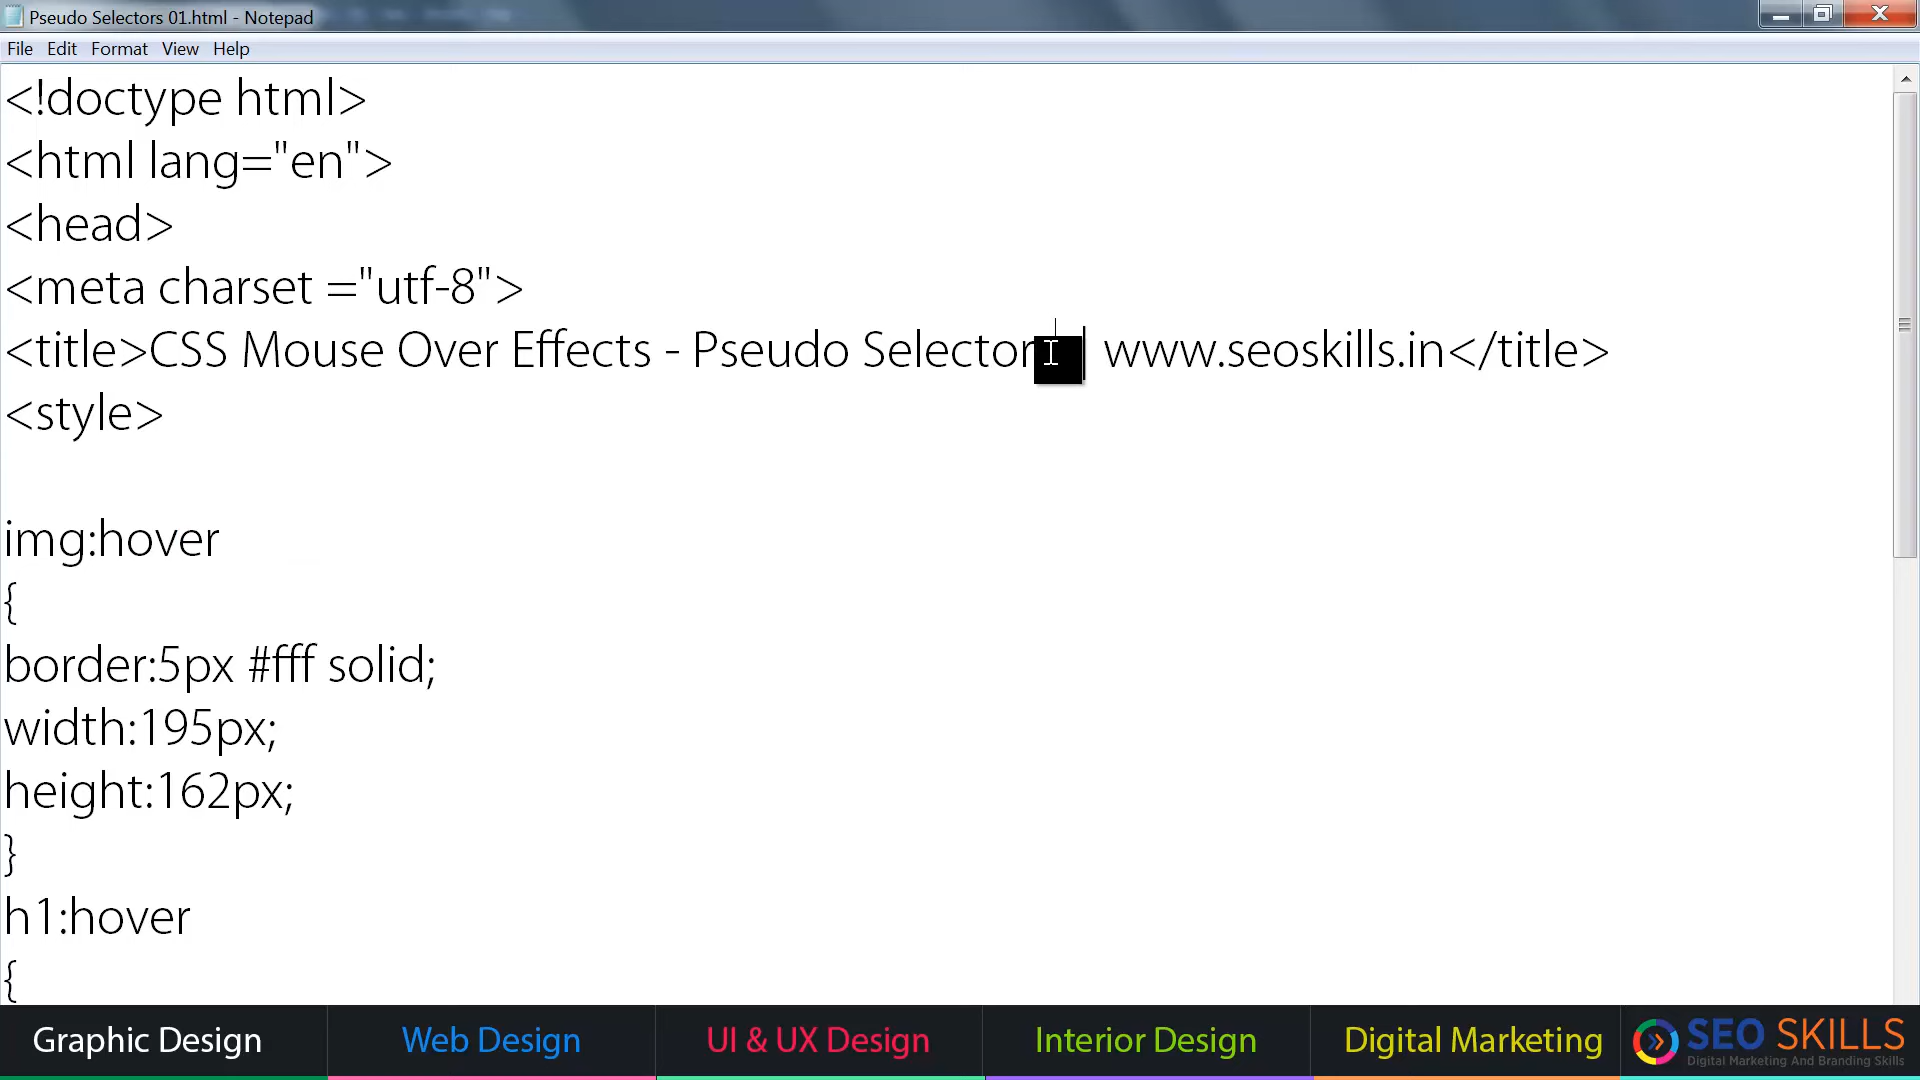 Pseudo Selectors 01.html - Notepad
File Edit Format View Help
<!doctype html>
<html lang="en">
<head>
<meta charset ="utf-8">
<title>CSS Mouse Over Effects - Pseudo Selector | www.seoskills.in</title>
<style>
img:hover
{
border:5px #fff solid;
width:195px;
height:162px;
}
h1:hover
{
Graphic Design
Web Design
UI & UX Design
Interior Design
Digital Marketing
SEO SKILLS
Digital Marketing And Branding Skills